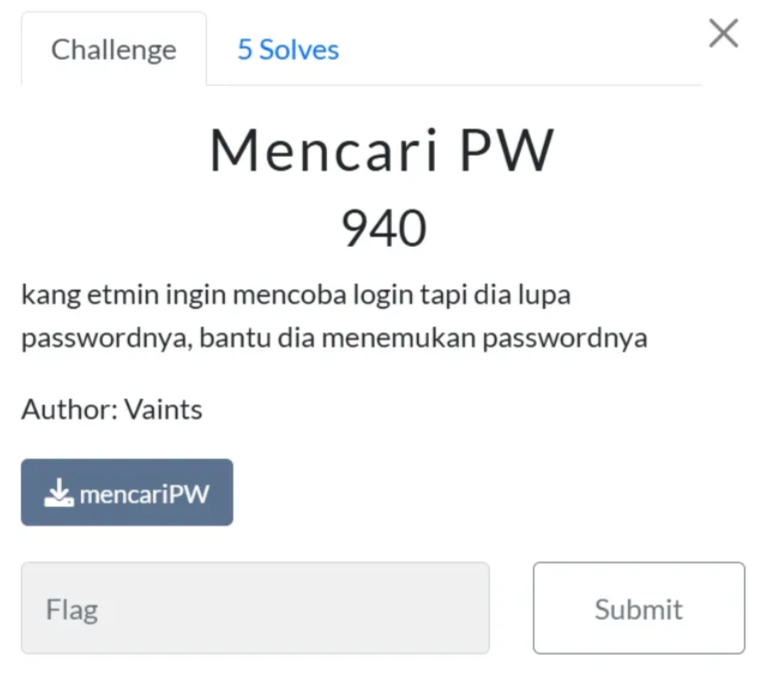 Challenge
5 Solves
Mencari PW
940
kang etmin ingin mencoba login tapi dia lupa
passwordnya, bantu dia menemukan passwordnya
Author: Vaints
mencariPW
Flag
Submit